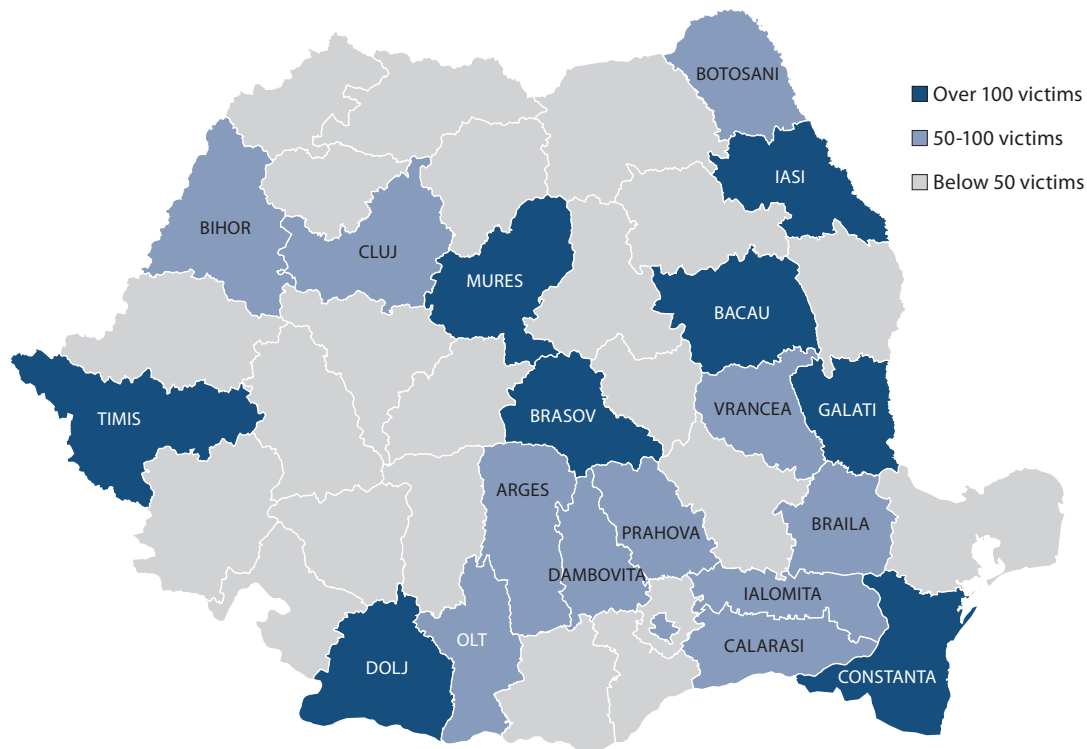 BOTOSANI
Over 100 victims
50-100 victims
IASI
Below 50 victims
BIHOR
CLUJ
MURES
BACAU
TIMIS
BRASOV
VRANCEA
GALATI
ARGES
PRAHOVA
BRAILA
DAMBOVITA
IALOMITA
OLT
CALARASI
DOLJ
CONSTANTA